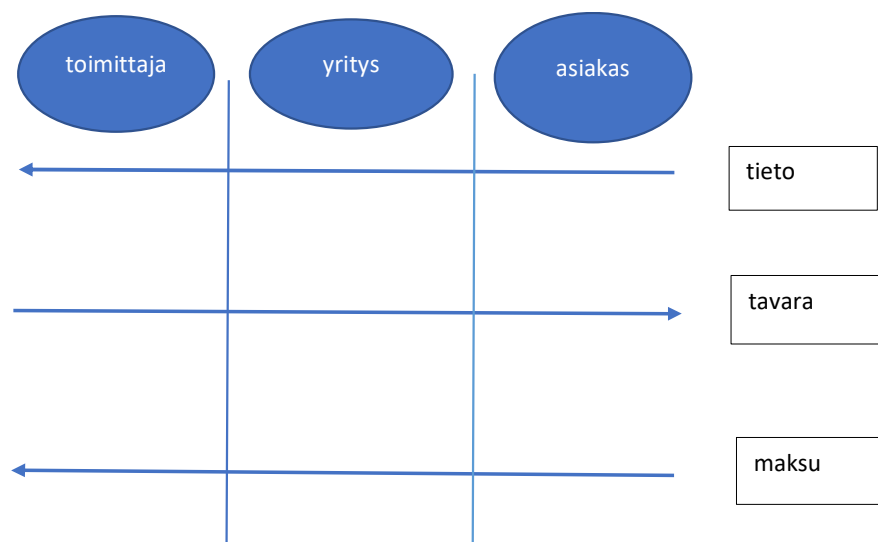 toimittaja
yritys
asiakas
tieto
tavara
maksu